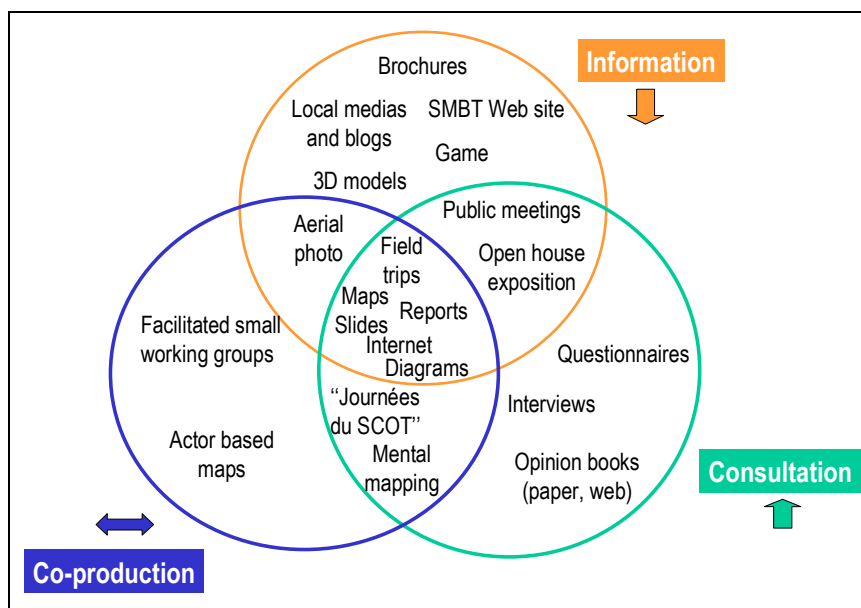 Brochures
Information
Local medias
and blogs
SMBT Web site
Game
3D models
Public meetings
Aerial
photo
Field
trips
Open house
exposition
Maps
Slides
Reports
Facilitated small
working groups
Internet
Diagrams
Questionnaires
“Journées
du SCOT”
Interviews
Actor based
maps
Mental
mapping
Opinion books
(paper, web)
Consultation
Co-production